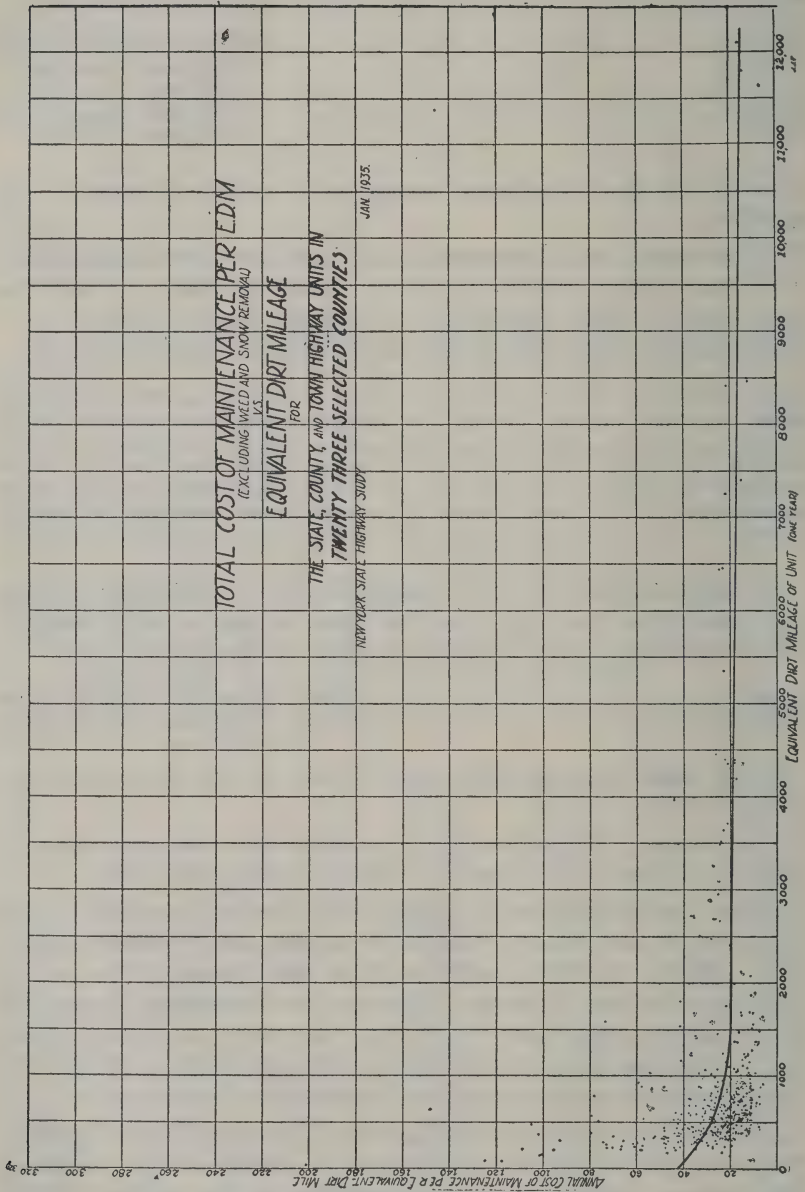 TOTAL COST OF MAINTENANCE PER E.D.M
(EXCLUDING WEED AND SNOW REMOVAL)
VS
EQUIVALENT DIRT MILEAGE
FOR
THE STATE, COUNTY, AND TOWN HIGHWAY UNITS IN
TWENTY THREE SELECTED COUNTIES
NEW YORK STATE HIGHWAY STUDY
JAN. 1935.
ANNUAL COST OF MAINTENANCE PER EQUIVALENT DIRT MILE
320
300
280
260
240
220
200
180
160
140
120
100
80
60
40
20
0
1000
2000
3000
4000
5000
6000
7000
8000
9000
10,000
11,000
12,000
EQUIVALENT DIRT MILEAGE OF UNIT (ONE YEAR)